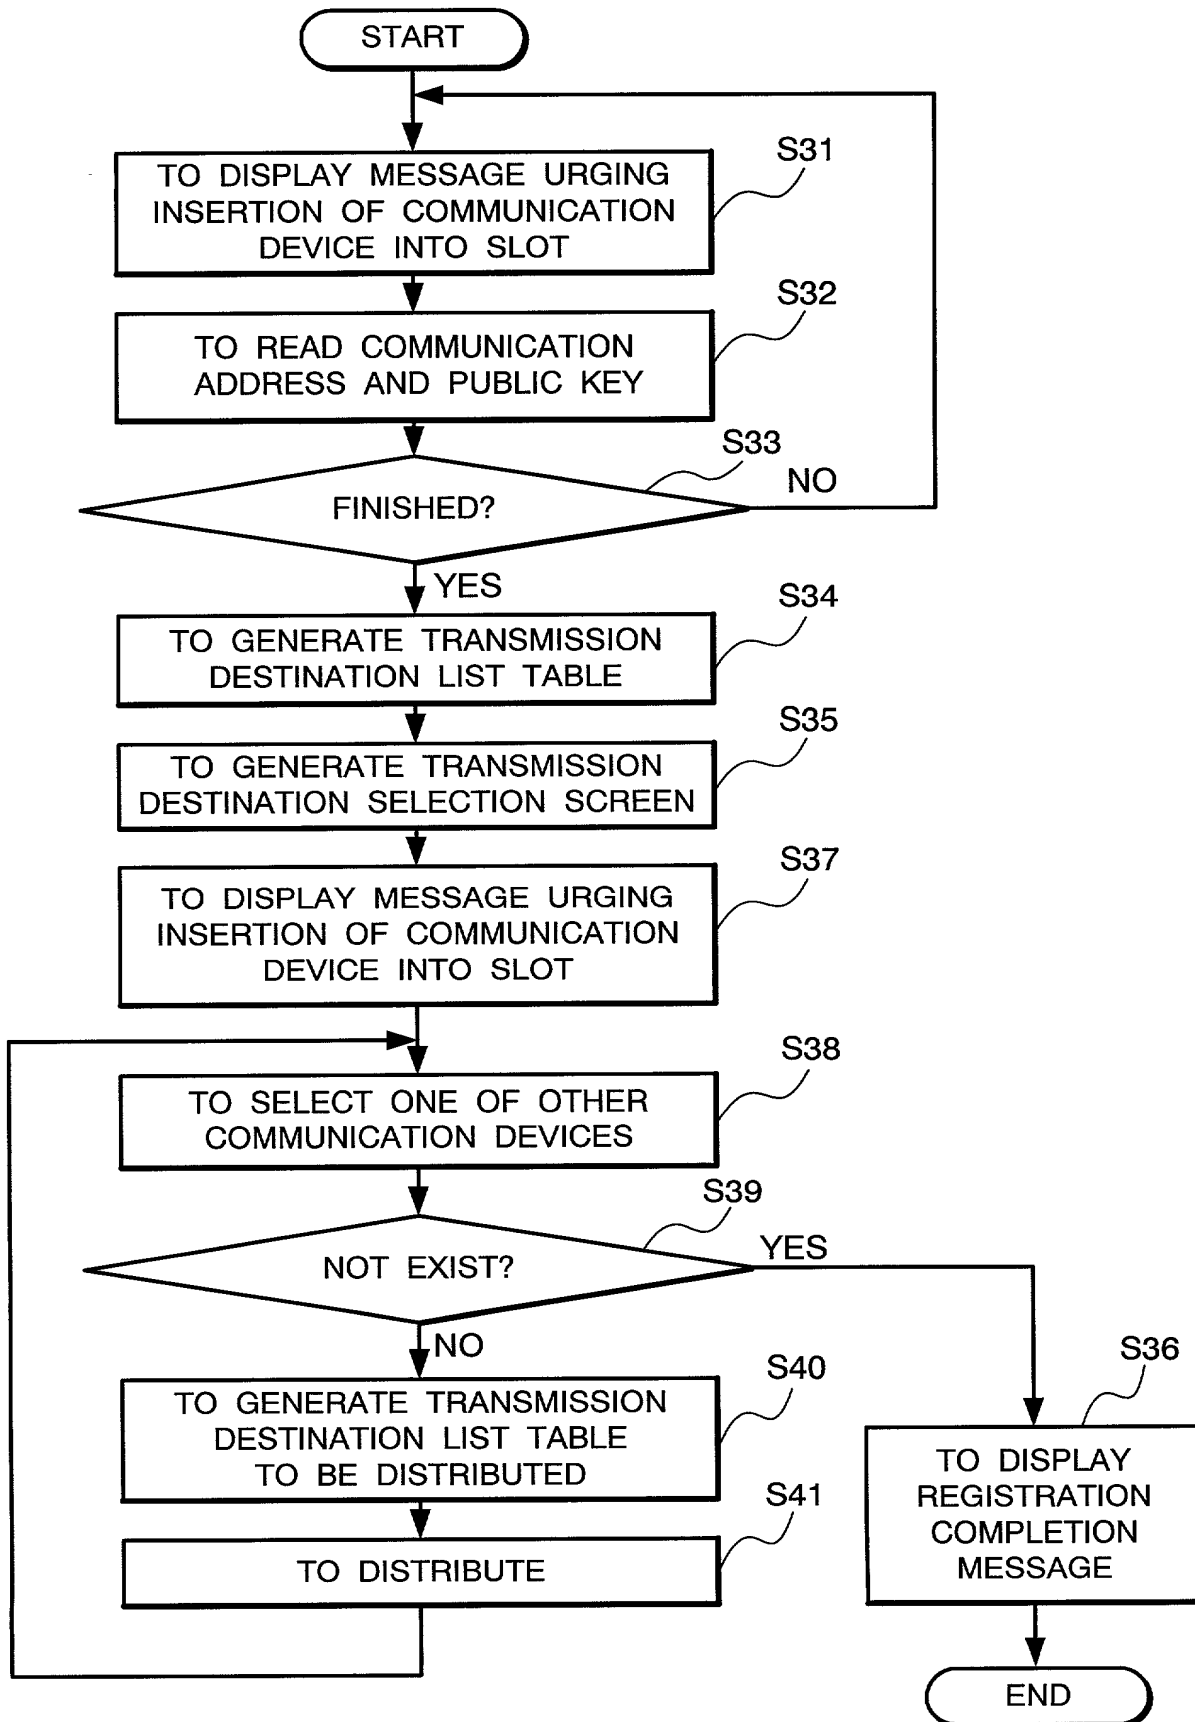 START
S31
TO DISPLAY MESSAGE URGING
INSERTION OF COMMUNICATION
DEVICE INTO SLOT
S32
TO READ COMMUNICATION
ADDRESS AND PUBLIC KEY
S33
FINISHED?
NO
YES
S34
TO GENERATE TRANSMISSION
DESTINATION LIST TABLE
S35
TO GENERATE TRANSMISSION
DESTINATION SELECTION SCREEN
S37
TO DISPLAY MESSAGE URGING
INSERTION OF COMMUNICATION
DEVICE INTO SLOT
S38
TO SELECT ONE OF OTHER
COMMUNICATION DEVICES
S39
NOT EXIST?
YES
NO
S40
TO GENERATE TRANSMISSION
DESTINATION LIST TABLE
TO BE DISTRIBUTED
S41
TO DISTRIBUTE
S36
TO DISPLAY
REGISTRATION
COMPLETION
MESSAGE
END